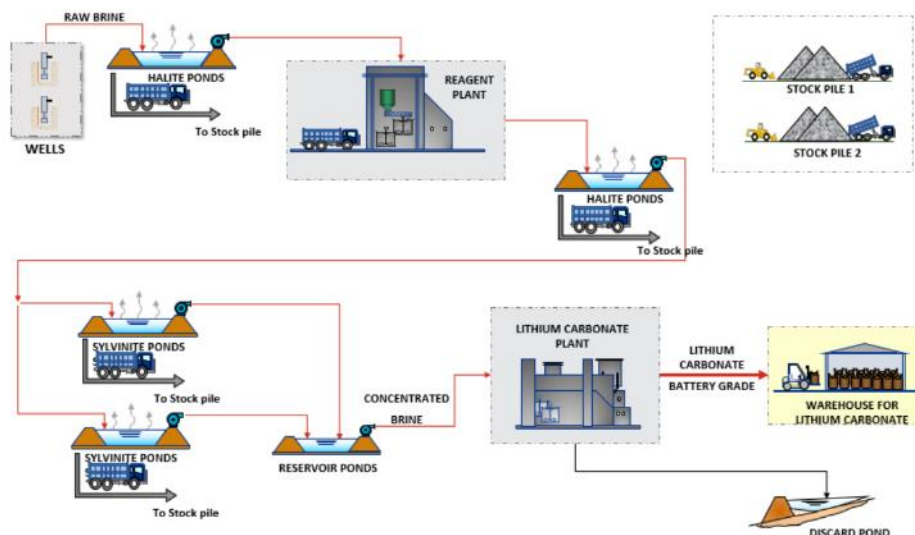 RAW BRINE
WELLS
HALITE PONDS
To Stock pile
REAGENT
PLANT
STOCK PILE 1
STOCK PILE 2
HALITE PONDS
To Stock pile
SYLVINITE PONDS
To Stock pile
SYLVINITE PONDS
To Stock pile
RESERVOIR PONDS
CONCENTRATED
BRINE
LITHIUM CARBONATE
PLANT
LITHIUM
CARBONATE
BATTERY GRADE
WAREHOUSE FOR
LITHIUM CARBONATE
DISCARD POND